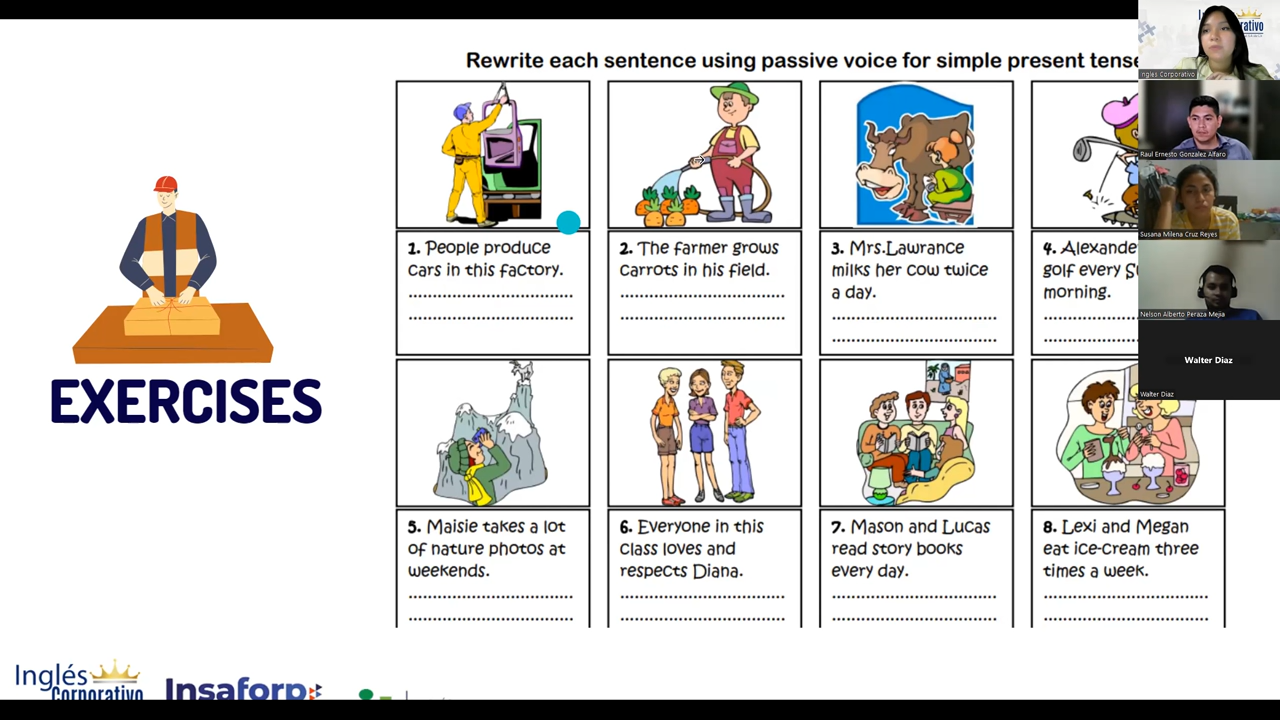 Rewrite each sentence using passive voice for simple present tense
1. People produce
cars in this factory.
2. The farmer grows
carrots in his field.
3. Mrs.Lawrance
milks her cow twice
a day.
4. Alexande
golf every Su
morning.
EXERCISES
5. Maisie takes a lot
of nature photos at
weekends.
6. Everyone in this
class loves and
respects Diana.
7. Mason and Lucas
read story books
every day.
8. Lexi and Megan
eat ice-cream three
times a week.
Inglés
Corporativo
Insaforp
Inglés Corporativo
Raul Ernesto Gonzalez Alfaro
Susana Milena Cruz Reyes
Nelson Alberto Peraza Mejia
Walter Diaz
Walter Diaz